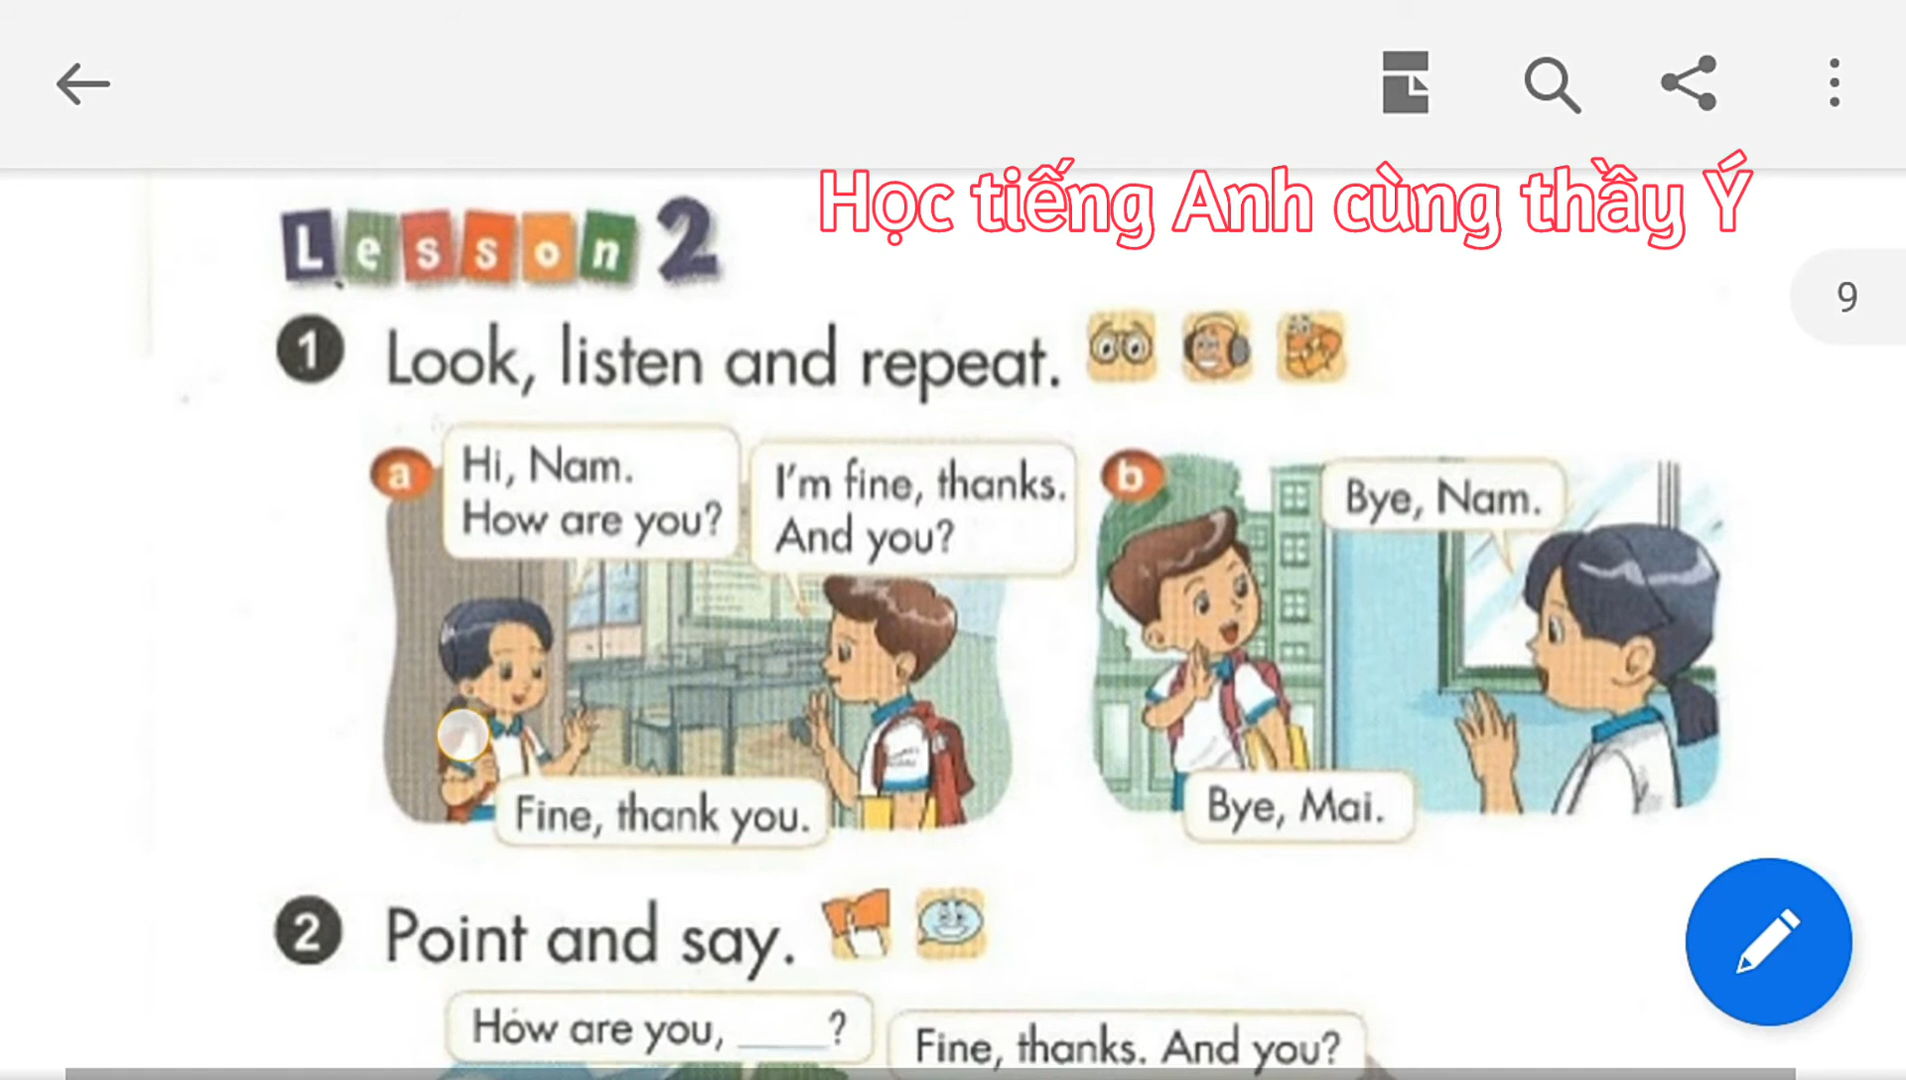 Học tiếng Anh cùng thầy Ý
9
Lesson 2
1 Look, listen and repeat.
a
Hi, Nam.
How are you?
I'm fine, thanks.
And you?
Fine, thank you.
b
Bye, Nam.
Bye, Mai.
2 Point and say.
How are you, ____?
Fine, thanks. And you?